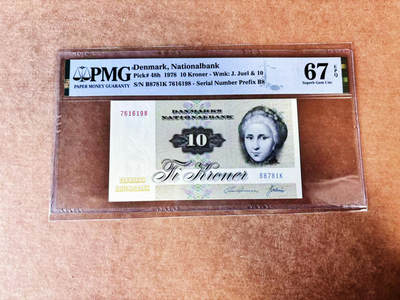 PMG
PAPER MONEY GUARANTY
Denmark, Nationalbank
Pick# 48h 1978 10 Kroner - Wmk: J. Juel & 10
S/N B8781K 7616198 - Serial Number Prefix B8
67 EPQ
Superb Gem Unc
7616198
DANMARKS
NATIONALBANK
10
Ti Kroner
B8781K